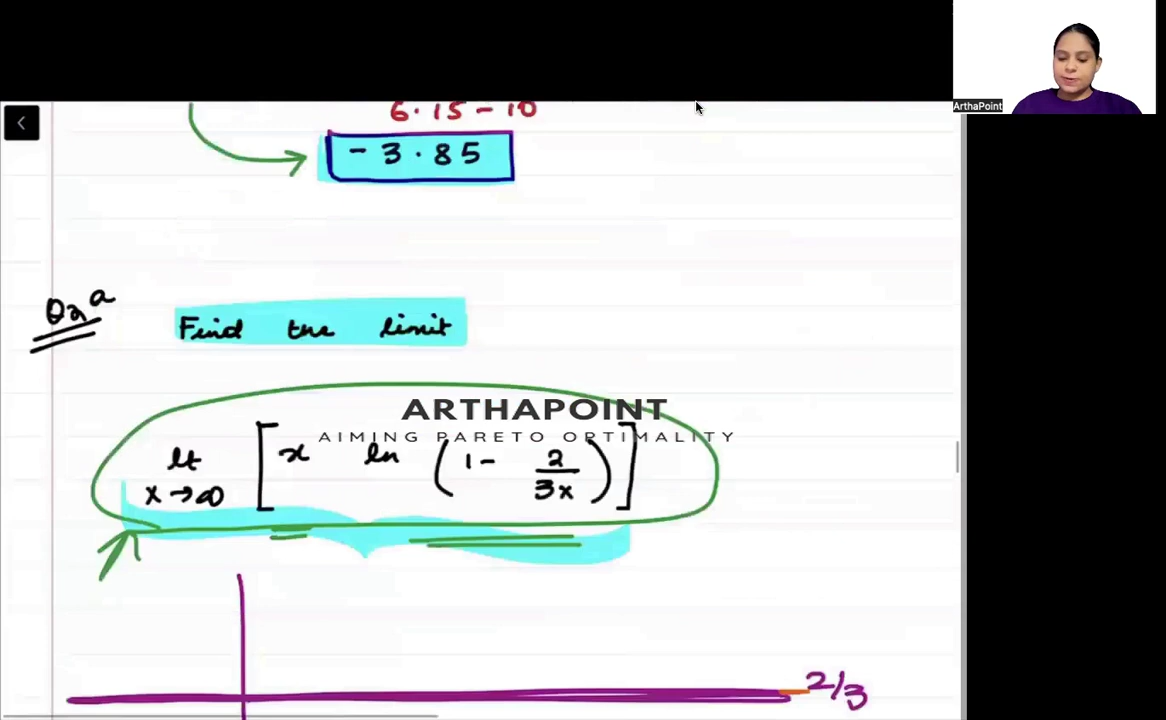 ArthaPoint
6.15 - 10
- 3.85
Find the limit
ARTHAPOINT
AIMING PARETO OPTIMALITY
lt x→∞ [ x ln ( 1 - 2/3x ) ]
2/3